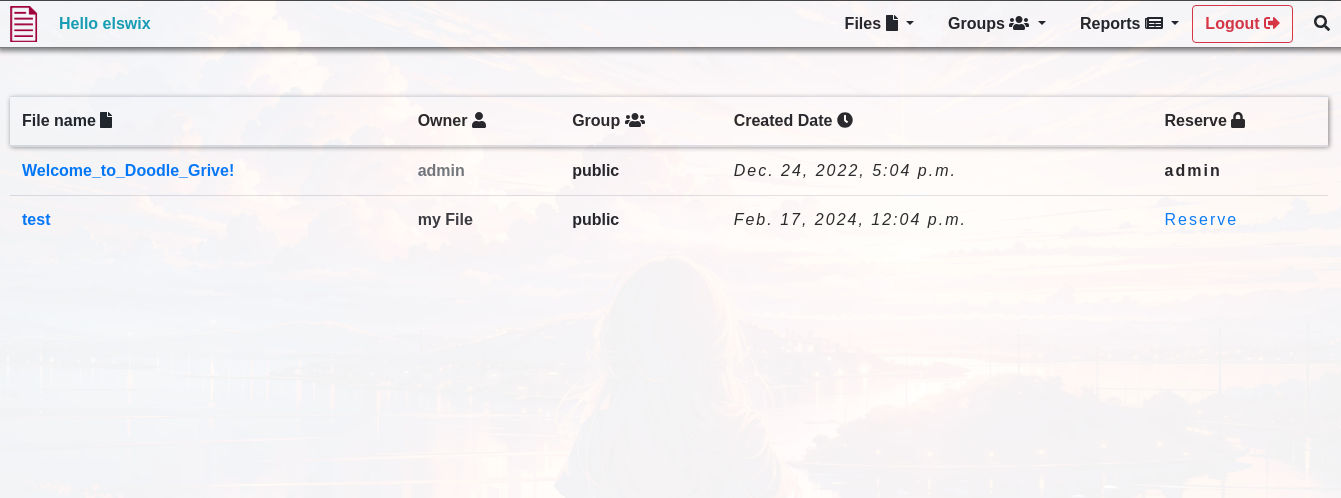 Hello elswix Files Groups Reports Logout
File name Owner Group Created Date Reserve
Welcome_to_Doodle_Grive! admin public Dec. 24, 2022, 5:04 p.m. admin
test my File public Feb. 17, 2024, 12:04 p.m. Reserve